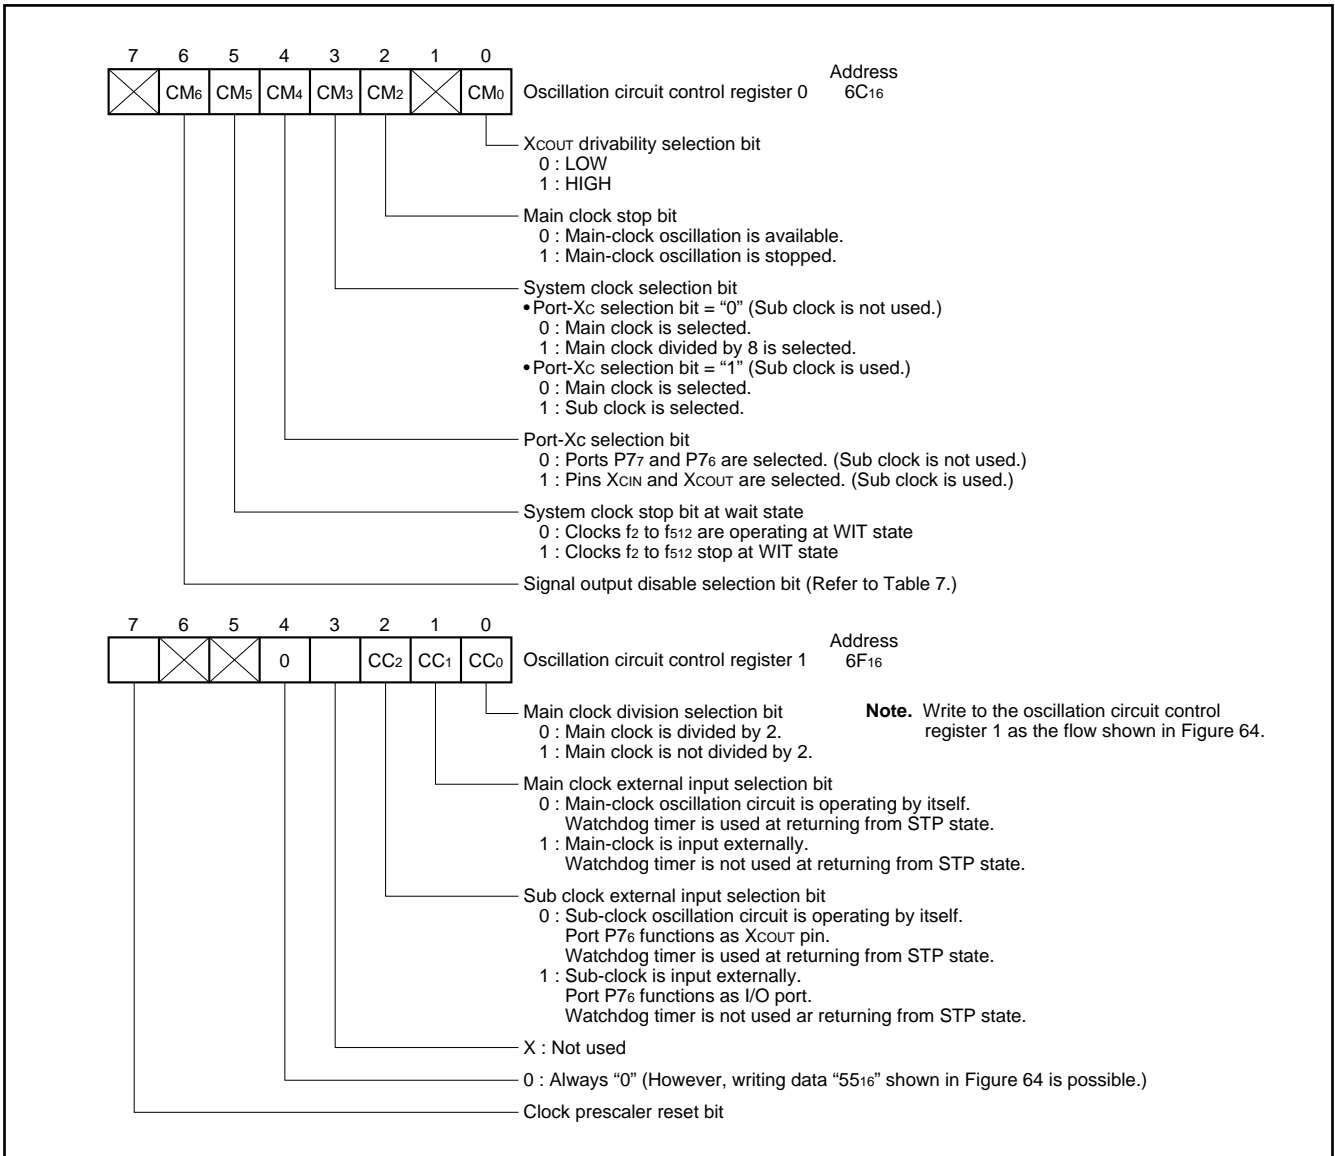 7 6 5 4 3 2 1 0
CM6 CM5 CM4 CM3 CM2 CM0 Oscillation circuit control register 0 Address
6C16
XCOUT drivability selection bit
0 : LOW
1 : HIGH
Main clock stop bit
0 : Main-clock oscillation is available.
1 : Main-clock oscillation is stopped.
System clock selection bit
•Port-XC selection bit = “0” (Sub clock is not used.)
0 : Main clock is selected.
1 : Main clock divided by 8 is selected.
•Port-XC selection bit = “1” (Sub clock is used.)
0 : Main clock is selected.
1 : Sub clock is selected.
Port-Xc selection bit
0 : Ports P77 and P76 are selected. (Sub clock is not used.)
1 : Pins XCIN and XCOUT are selected. (Sub clock is used.)
System clock stop bit at wait state
0 : Clocks f2 to f512 are operating at WIT state
1 : Clocks f2 to f512 stop at WIT state
Signal output disable selection bit (Refer to Table 7.)
7 6 5 4 3 2 1 0
0 CC2 CC1 CC0 Oscillation circuit control register 1 Address
6F16
Main clock division selection bit
0 : Main clock is divided by 2.
1 : Main clock is not divided by 2.
Note. Write to the oscillation circuit control
register 1 as the flow shown in Figure 64.
Main clock external input selection bit
0 : Main-clock oscillation circuit is operating by itself.
Watchdog timer is used at returning from STP state.
1 : Main-clock is input externally.
Watchdog timer is not used at returning from STP state.
Sub clock external input selection bit
0 : Sub-clock oscillation circuit is operating by itself.
Port P76 functions as XCOUT pin.
Watchdog timer is used at returning from STP state.
1 : Sub-clock is input externally.
Port P76 functions as I/O port.
Watchdog timer is not used ar returning from STP state.
X : Not used
0 : Always “0” (However, writing data “5516” shown in Figure 64 is possible.)
Clock prescaler reset bit